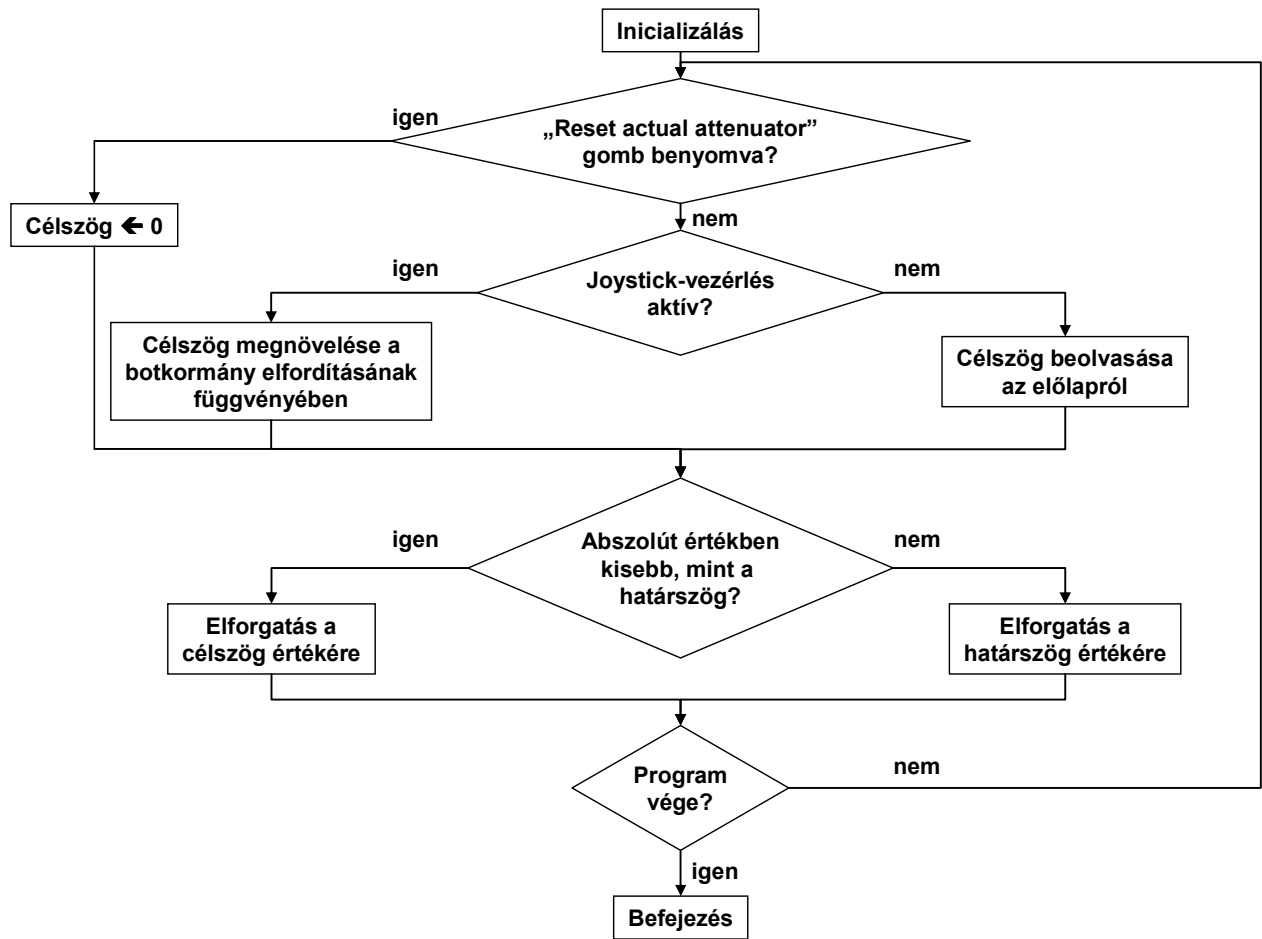 Inicializálás
igen
„Reset actual attenuator”
gomb benyomva?
Célszög 🡸 0
nem
igen
Joystick-vezérlés
aktív?
nem
Célszög megnövelése a
botkormány elfordításának
függvényében
Célszög beolvasása
az előlapról
igen
Abszolút értékben
kisebb, mint a
határszög?
nem
Elforgatás a
célszög értékére
Elforgatás a
határszög értékére
Program
vége?
nem
igen
Befejezés